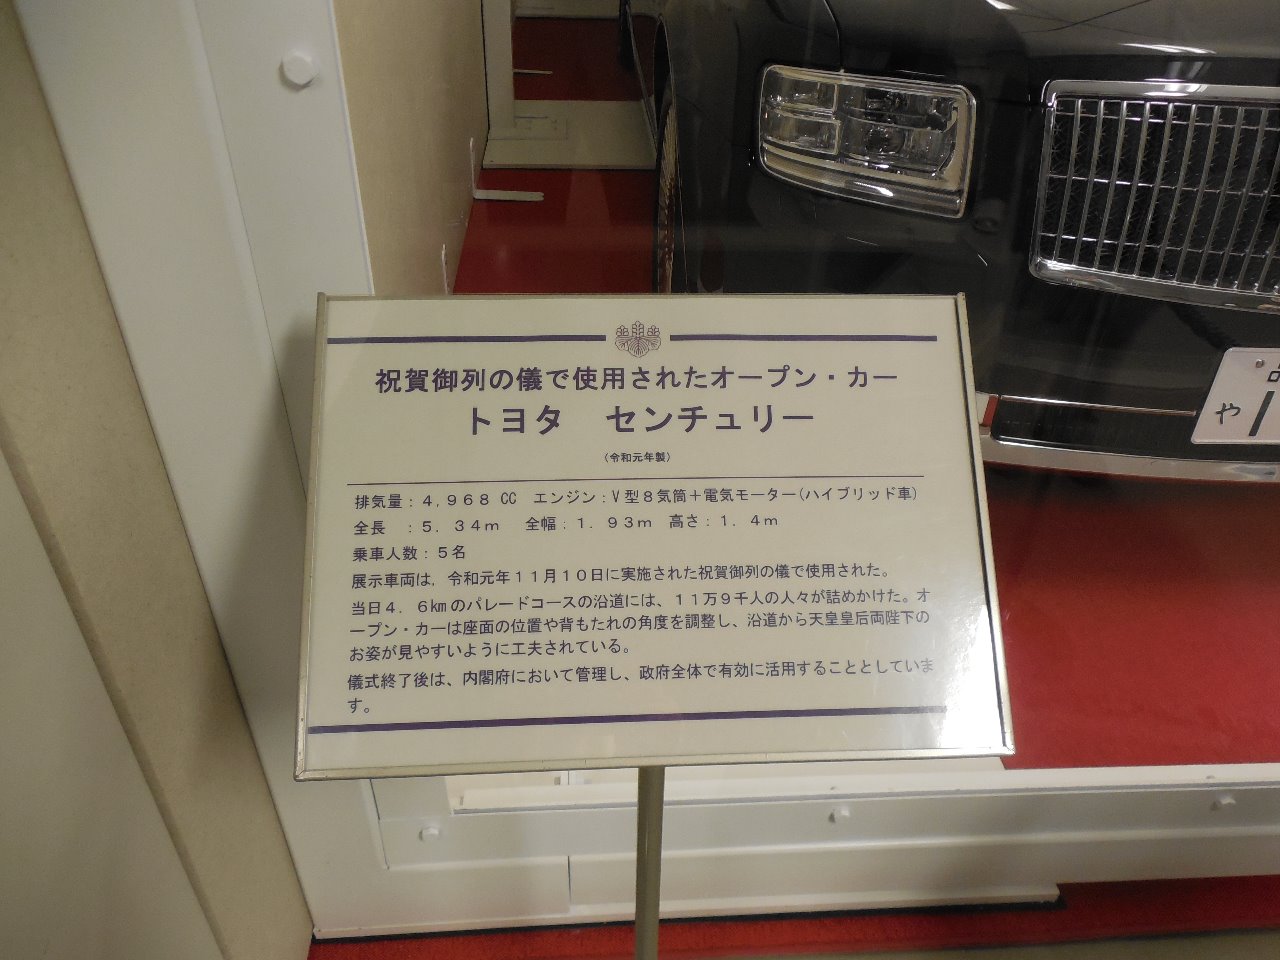 祝賀御列の儀で使用されたオープン・カー
トヨタ　センチュリー
（令和元年製）
排気量：４，９６８ CC　エンジン：Ｖ型８気筒＋電気モーター（ハイブリッド車）
全長　：５．３４ｍ　全幅：１．９３ｍ　高さ：１．４ｍ
乗車人数：５名
展示車両は，令和元年１１月１０日に実施された祝賀御列の儀で使用された。
当日４．６㎞のパレードコースの沿道には、１１万９千人の人々が詰めかけた。オ
ープン・カーは座面の位置や背もたれの角度を調整し、沿道から天皇皇后両陛下の
お姿が見やすいように工夫されている。
儀式終了後は、内閣府において管理し、政府全体で有効に活用することとしていま
す。
や